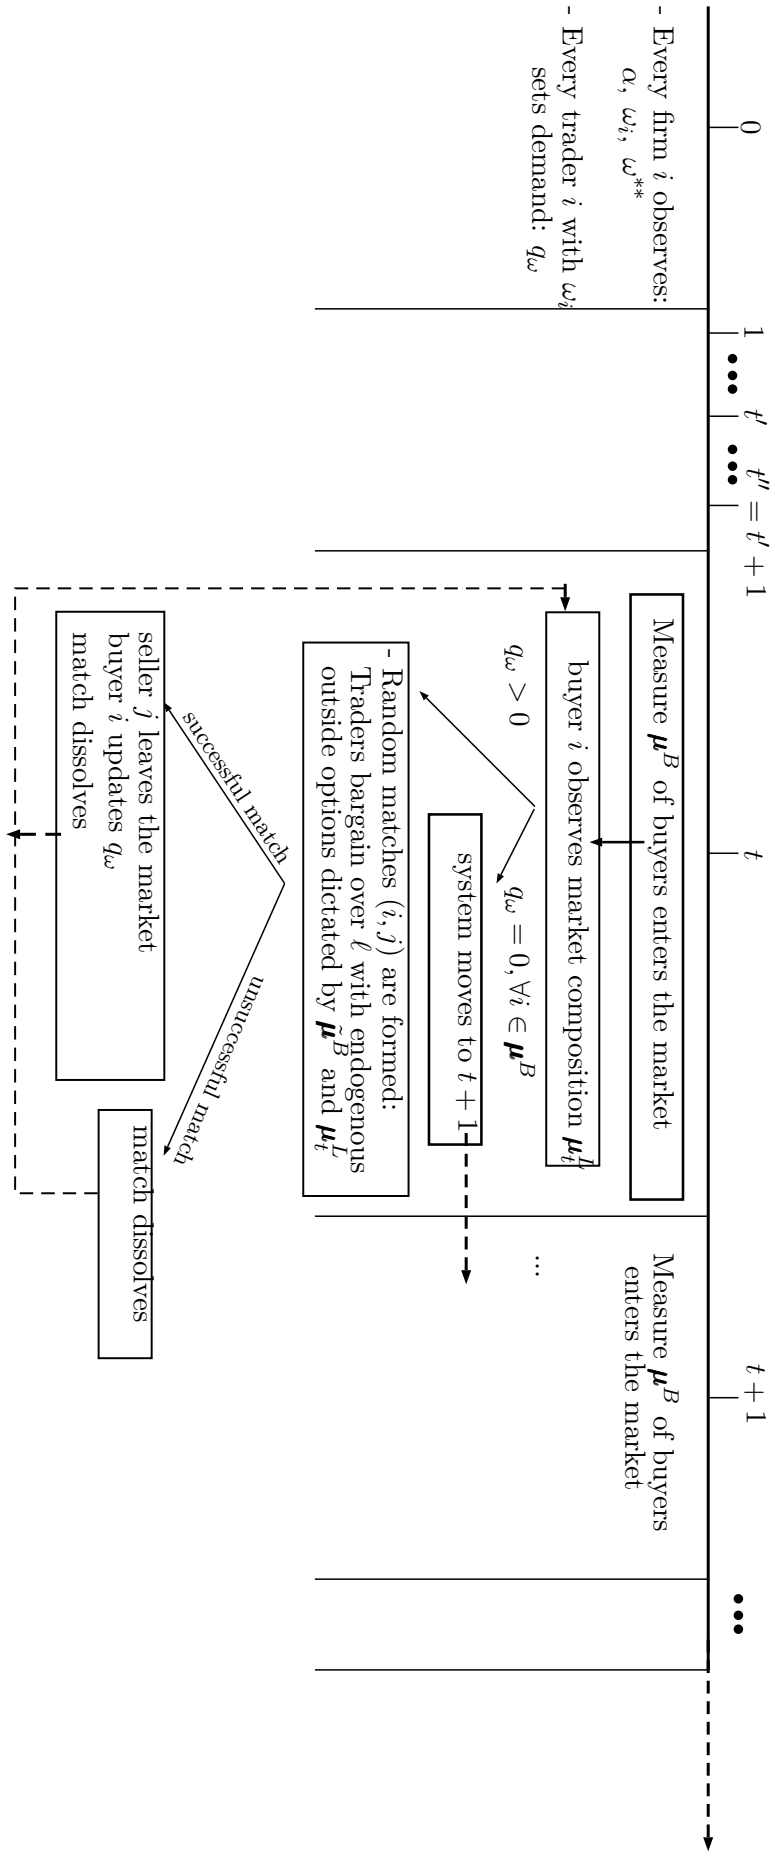 0
1
•••
t′
•••
t″ = t′ + 1
t
t + 1
•••
- Every firm i observes:
α, ω_i, ω**
- Every trader i with ω_i
sets demand: q_ω
Measure μ^B of buyers enters the market
buyer i observes market composition μ_t^L
q_ω > 0
q_ω = 0, ∀i ∈ μ^B
system moves to t + 1
- Random matches (i, j) are formed:
Traders bargain over ℓ with endogenous
outside options dictated by μ̃^B and μ_t^L
successful match
unsuccessful match
seller j leaves the market
buyer i updates q_ω
match dissolves
match dissolves
Measure μ^B of buyers
enters the market
...